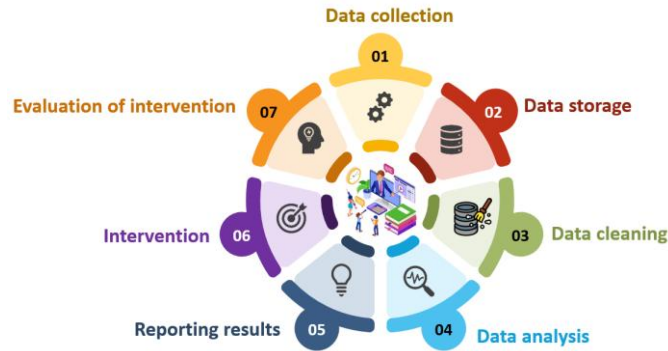 Data collection
01
Data storage
02
Data cleaning
03
Data analysis
04
Reporting results
05
Intervention
06
Evaluation of intervention
07